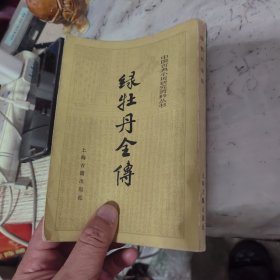 中国古典小说研究资料丛书
绿牡丹全傳
上海古籍出版社